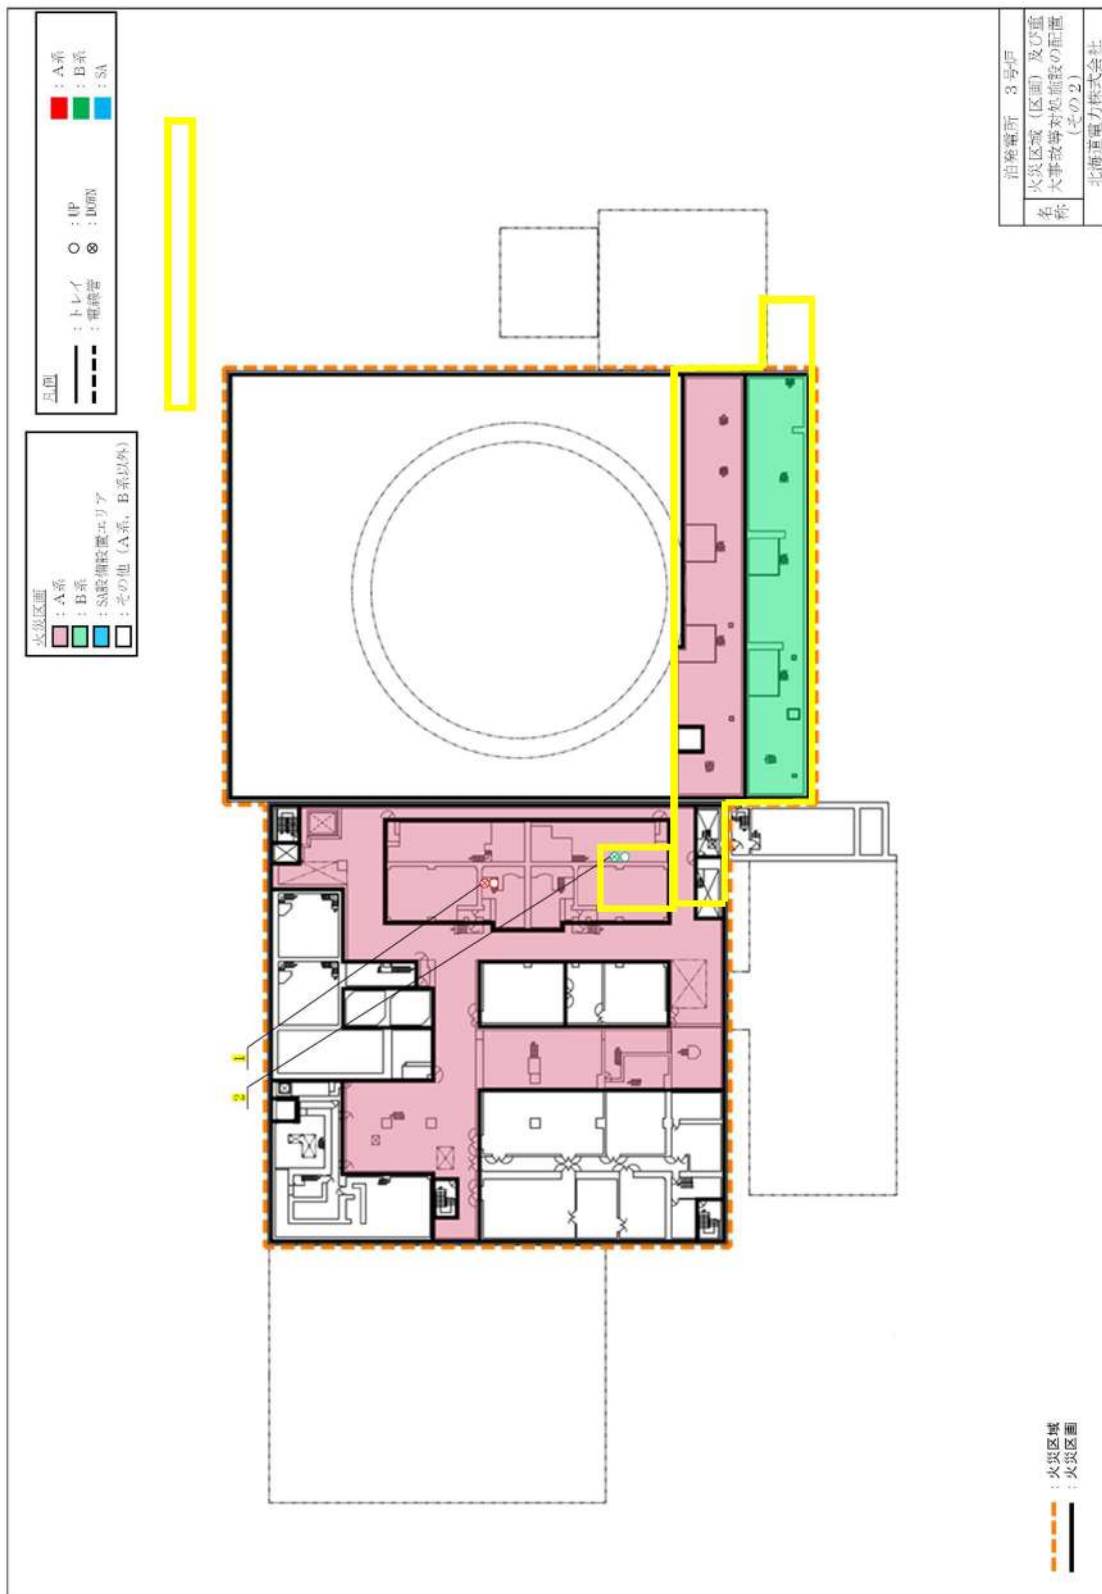 火災区画
：A系
：B系
：SA設備設置エリア
：その他（A系，B系以外）
凡例
：トレイ
：電線管
：UP
：DOWN
：A系
：B系
：SA
1
2
：火災区域
：火災区画
泊発電所　3号炉
名称
火災区域（区画）及び重
大事故等対処施設の配置
（その2）
北海道電力株式会社